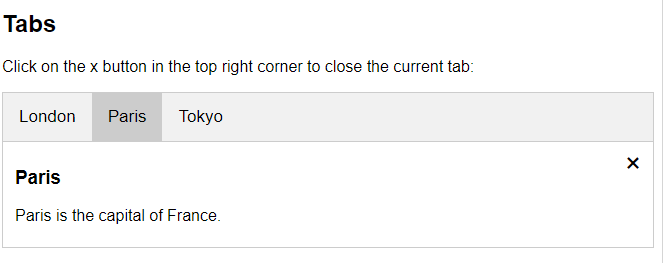 Tabs
Click on the x button in the top right corner to close the current tab:
London Paris Tokyo
×
Paris
Paris is the capital of France.